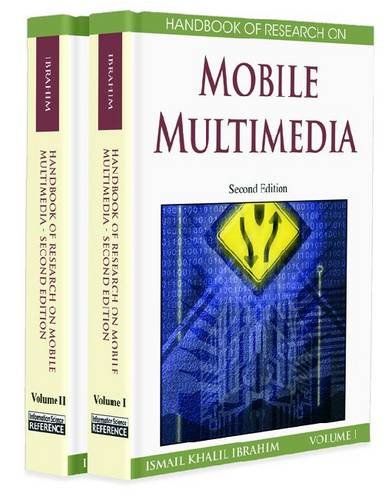 HANDBOOK OF RESEARCH ON
MOBILE
MULTIMEDIA
Second Edition
ISMAIL KHALIL IBRAHIM
VOLUME I
IBRAHIM
HANDBOOK OF RESEARCH ON MOBILE
MULTIMEDIA - SECOND EDITION
Volume I
Information Science
REFERENCE
IBRAHIM
HANDBOOK OF RESEARCH ON MOBILE
MULTIMEDIA - SECOND EDITION
Volume II
Information Science
REFERENCE